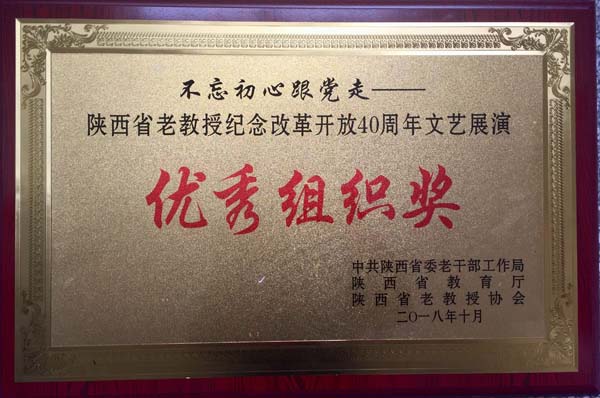 不忘初心跟党走——
陕西省老教授纪念改革开放40周年文艺展演
优秀组织奖
中共陕西省委老干部工作局
陕西省教育厅
陕西省老教授协会
二〇一八年十月